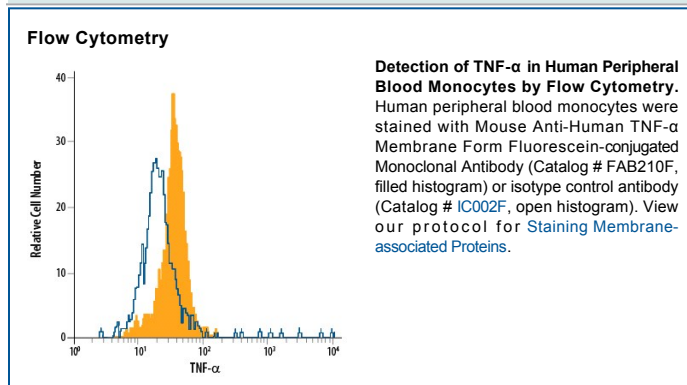 Flow Cytometry
40
30
20
10
0
Relative Cell Number
10⁰
10¹
10²
10³
10⁴
TNF-α
Detection of TNF-α in Human Peripheral
Blood Monocytes by Flow Cytometry.
Human peripheral blood monocytes were
stained with Mouse Anti-Human TNF-α
Membrane Form Fluorescein-conjugated
Monoclonal Antibody (Catalog # FAB210F,
filled histogram) or isotype control antibody
(Catalog # IC002F, open histogram). View
our protocol for Staining Membrane-
associated Proteins.